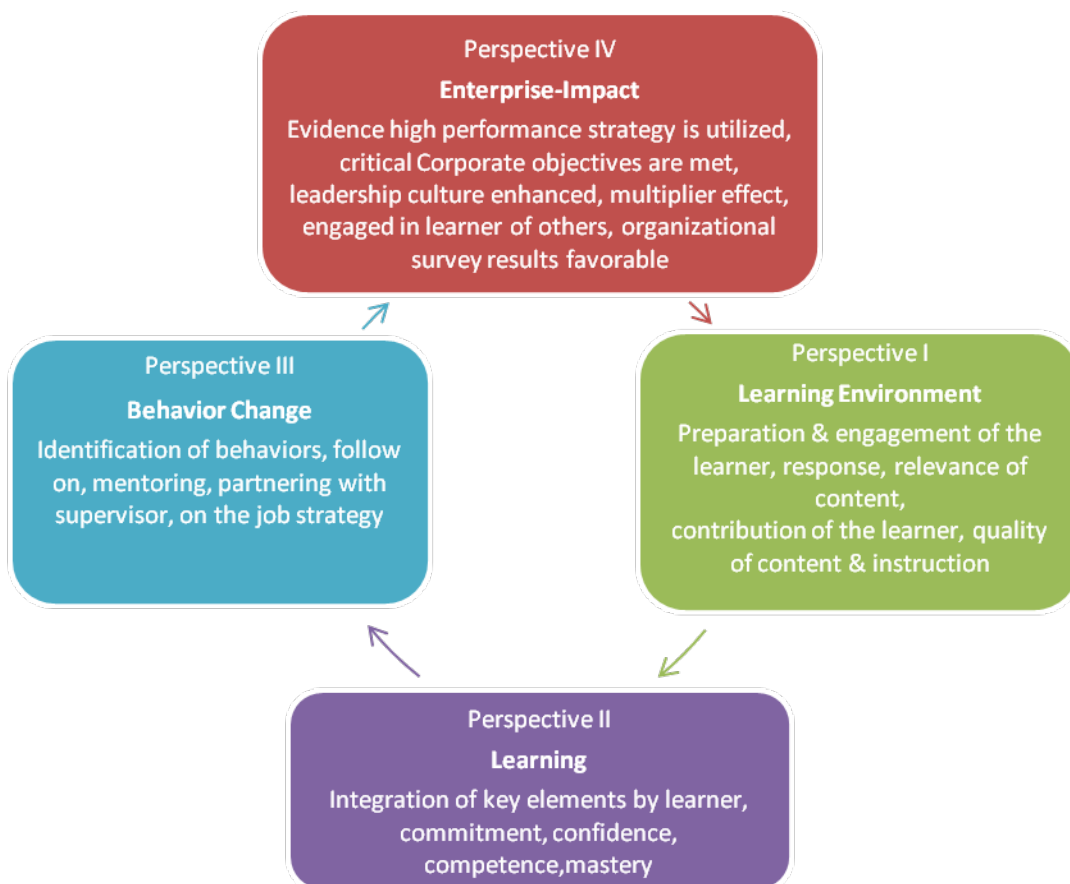 Perspective IV
Enterprise-Impact
Evidence high performance strategy is utilized,
critical Corporate objectives are met,
leadership culture enhanced, multiplier effect,
engaged in learner of others, organizational
survey results favorable
Perspective III
Behavior Change
Identification of behaviors, follow
on, mentoring, partnering with
supervisor, on the job strategy
Perspective I
Learning Environment
Preparation & engagement of the
learner, response, relevance of
content,
contribution of the learner, quality
of content & instruction
Perspective II
Learning
Integration of key elements by learner,
commitment, confidence,
competence,mastery